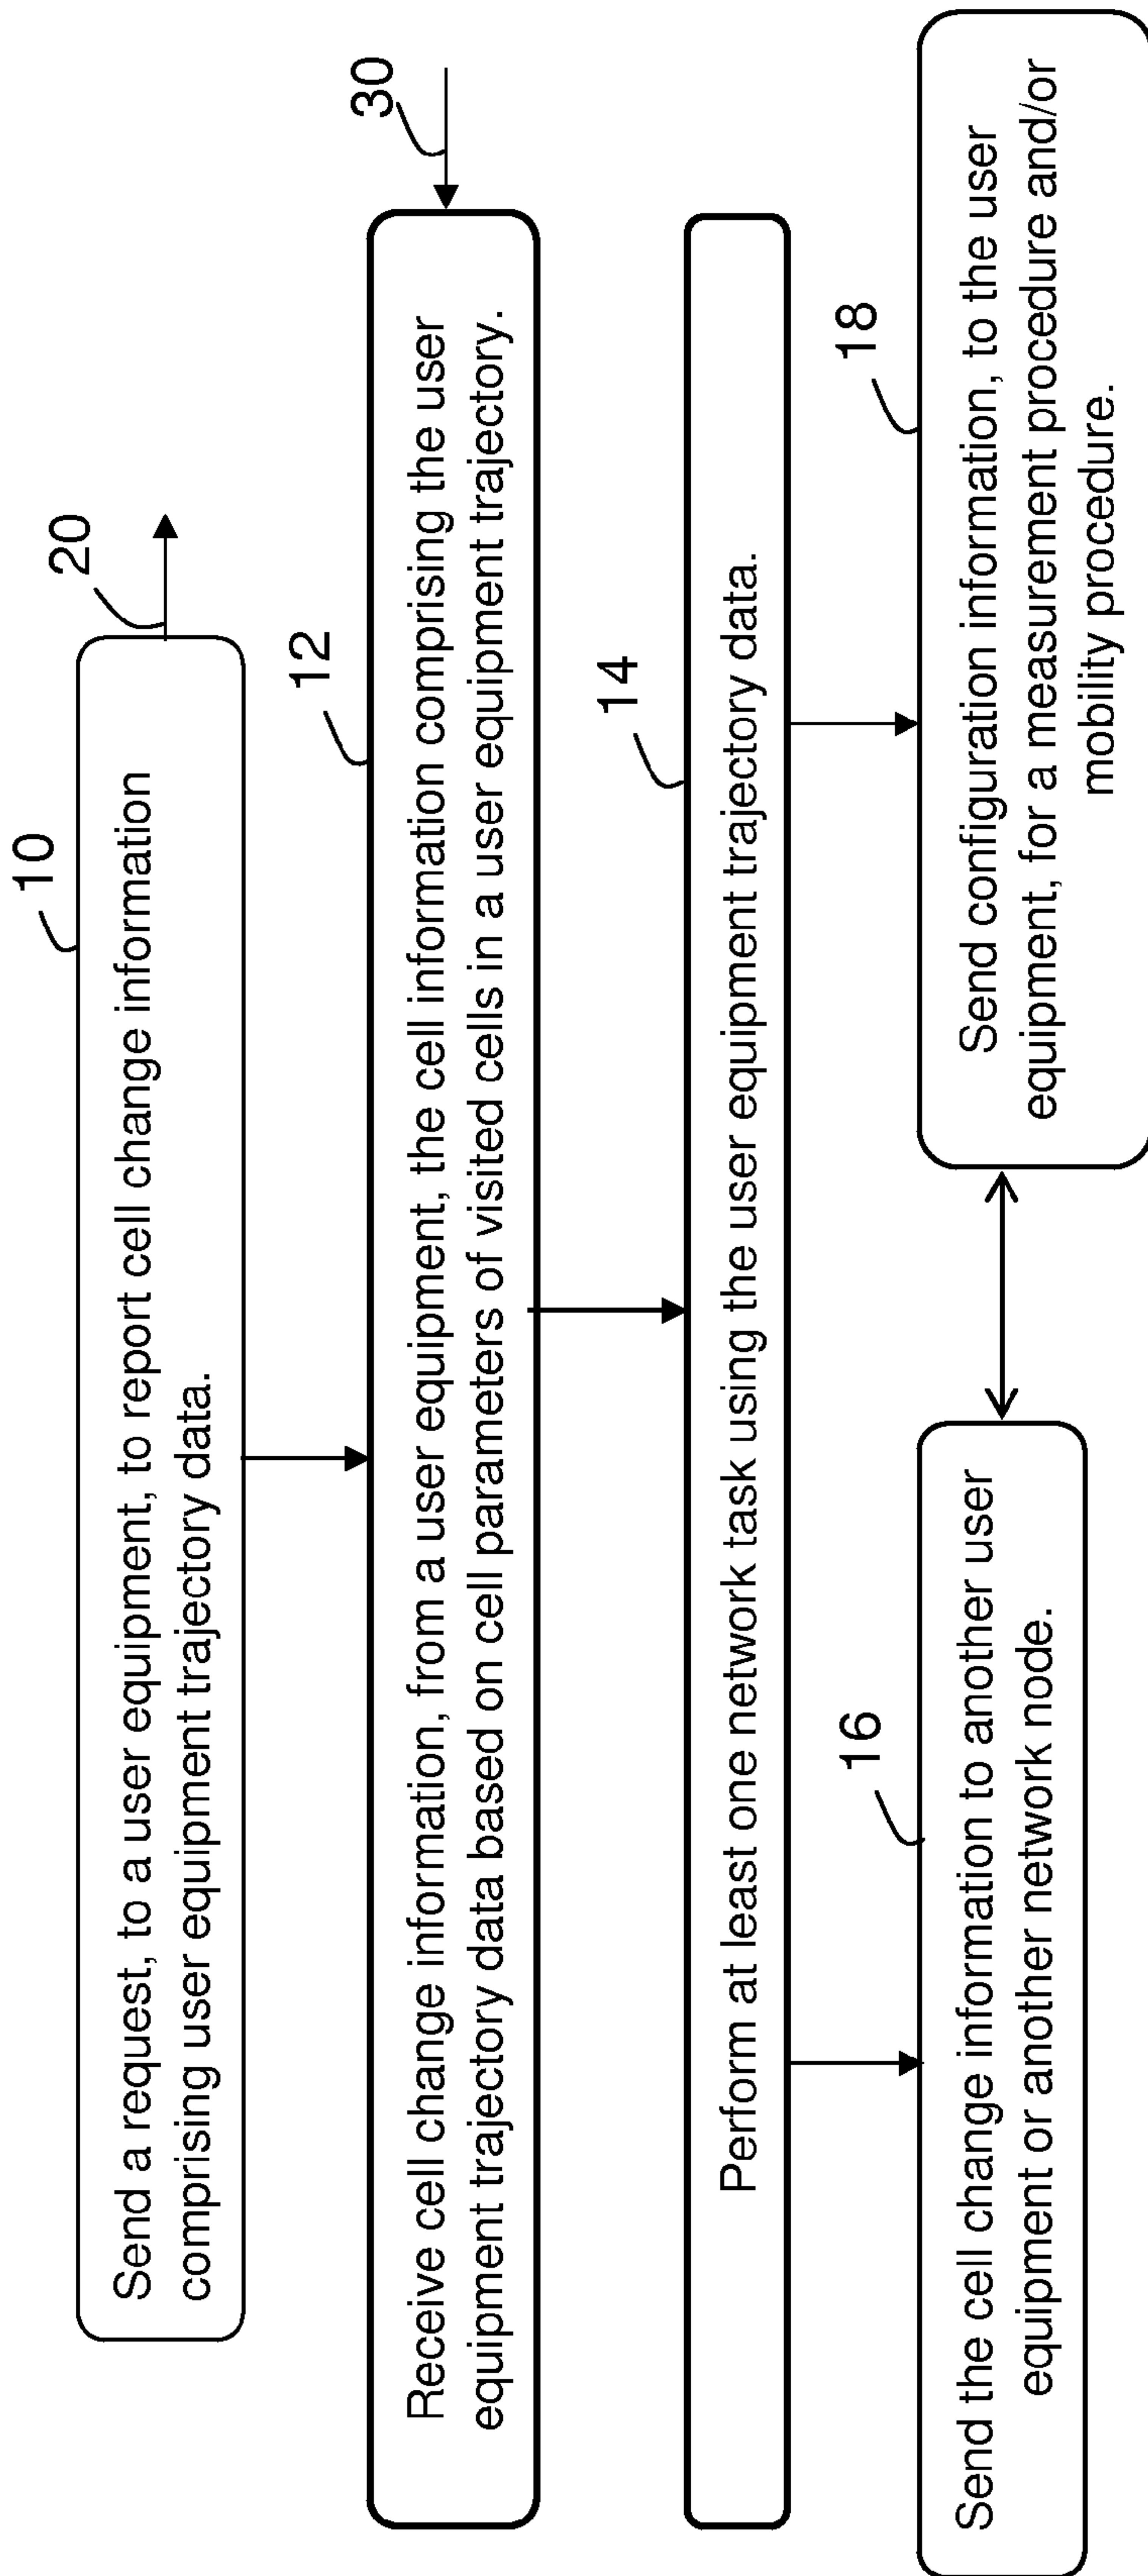 10
Send a request, to a user equipment, to report cell change information
comprising user equipment trajectory data.
20
12
Receive cell change information, from a user equipment, the cell information comprising the user
equipment trajectory data based on cell parameters of visited cells in a user equipment trajectory.
30
14
Perform at least one network task using the user equipment trajectory data.
16
Send the cell change information to another user
equipment or another network node.
18
Send configuration information, to the user
equipment, for a measurement procedure and/or
mobility procedure.